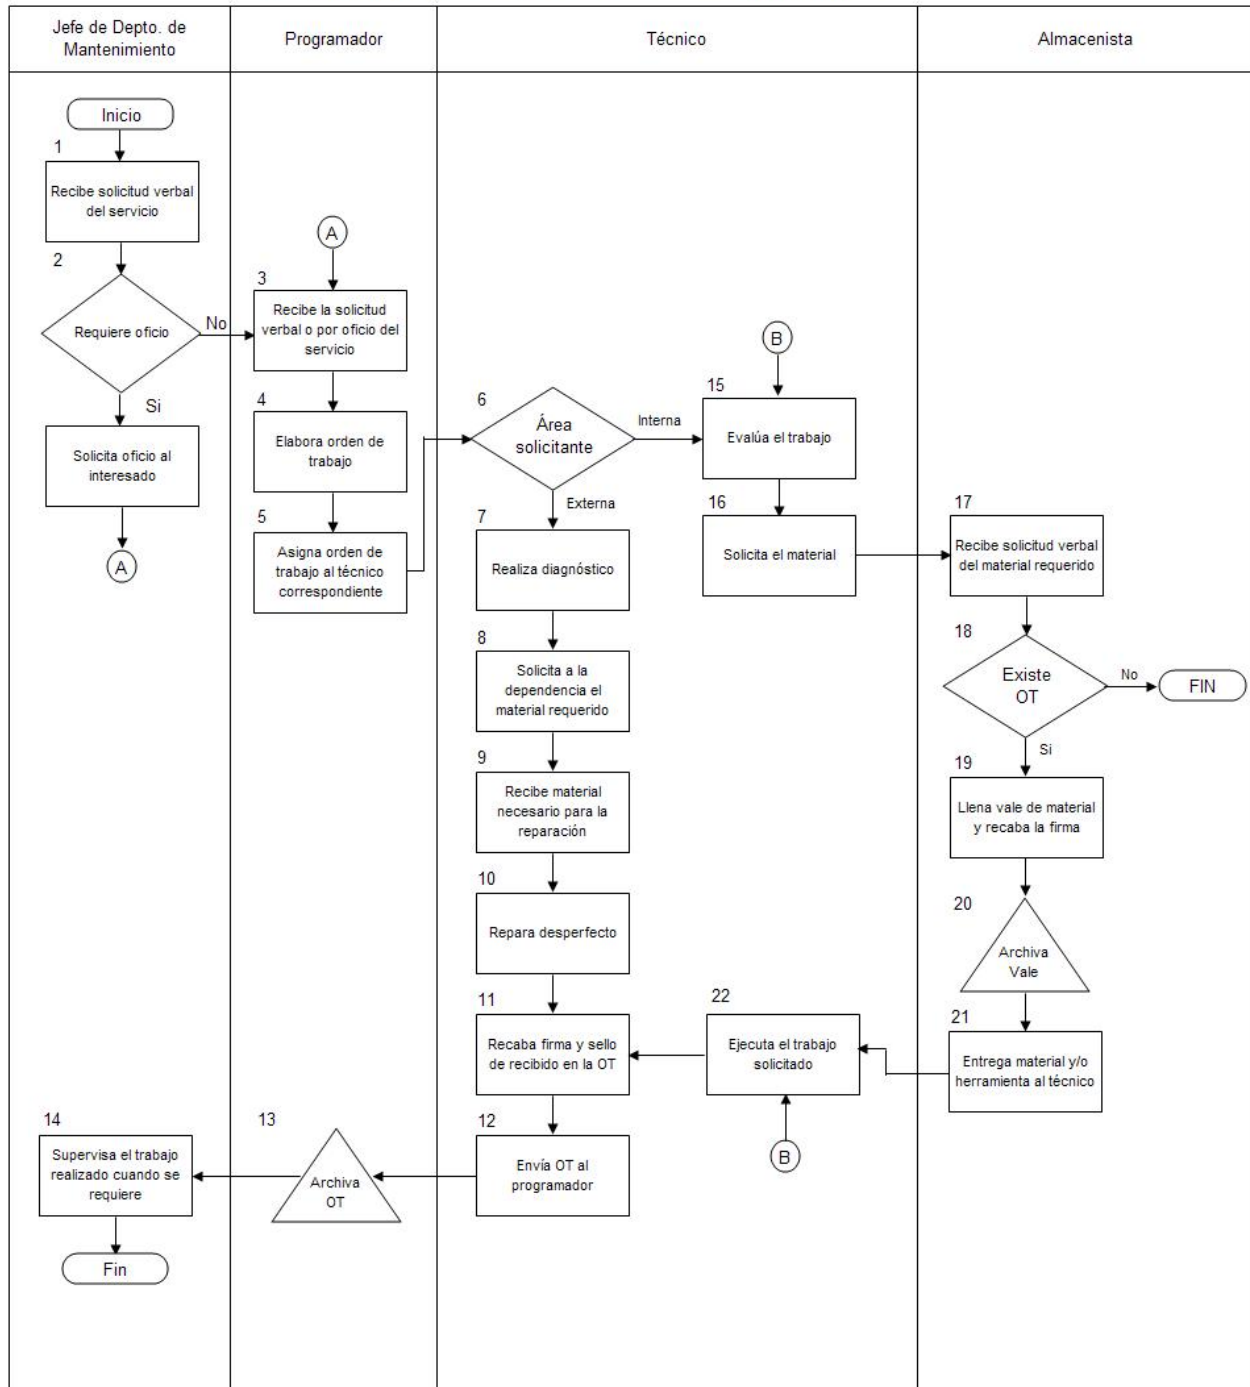 Jefe de Depto. de
Mantenimiento
Programador
Técnico
Almacenista
Inicio
1
Recibe solicitud verbal
del servicio
2
Requiere oficio
No
Si
Solicita oficio al
interesado
A
A
3
Recibe la solicitud
verbal o por oficio del
servicio
4
Elabora orden de
trabajo
5
Asigna orden de
trabajo al técnico
correspondiente
6
Área
solicitante
Interna
Externa
7
Realiza diagnóstico
8
Solicita a la
dependencia el
material requerido
9
Recibe material
necesario para la
reparación
10
Repara desperfecto
11
Recaba firma y sello
de recibido en la OT
12
Envía OT al
programador
13
Archiva
OT
14
Supervisa el trabajo
realizado cuando se
requiere
Fin
B
15
Evalúa el trabajo
16
Solicita el material
17
Recibe solicitud verbal
del material requerido
18
Existe
OT
No
FIN
Si
19
Llena vale de material
y recaba la firma
20
Archiva
Vale
21
Entrega material y/o
herramienta al técnico
22
Ejecuta el trabajo
solicitado
B